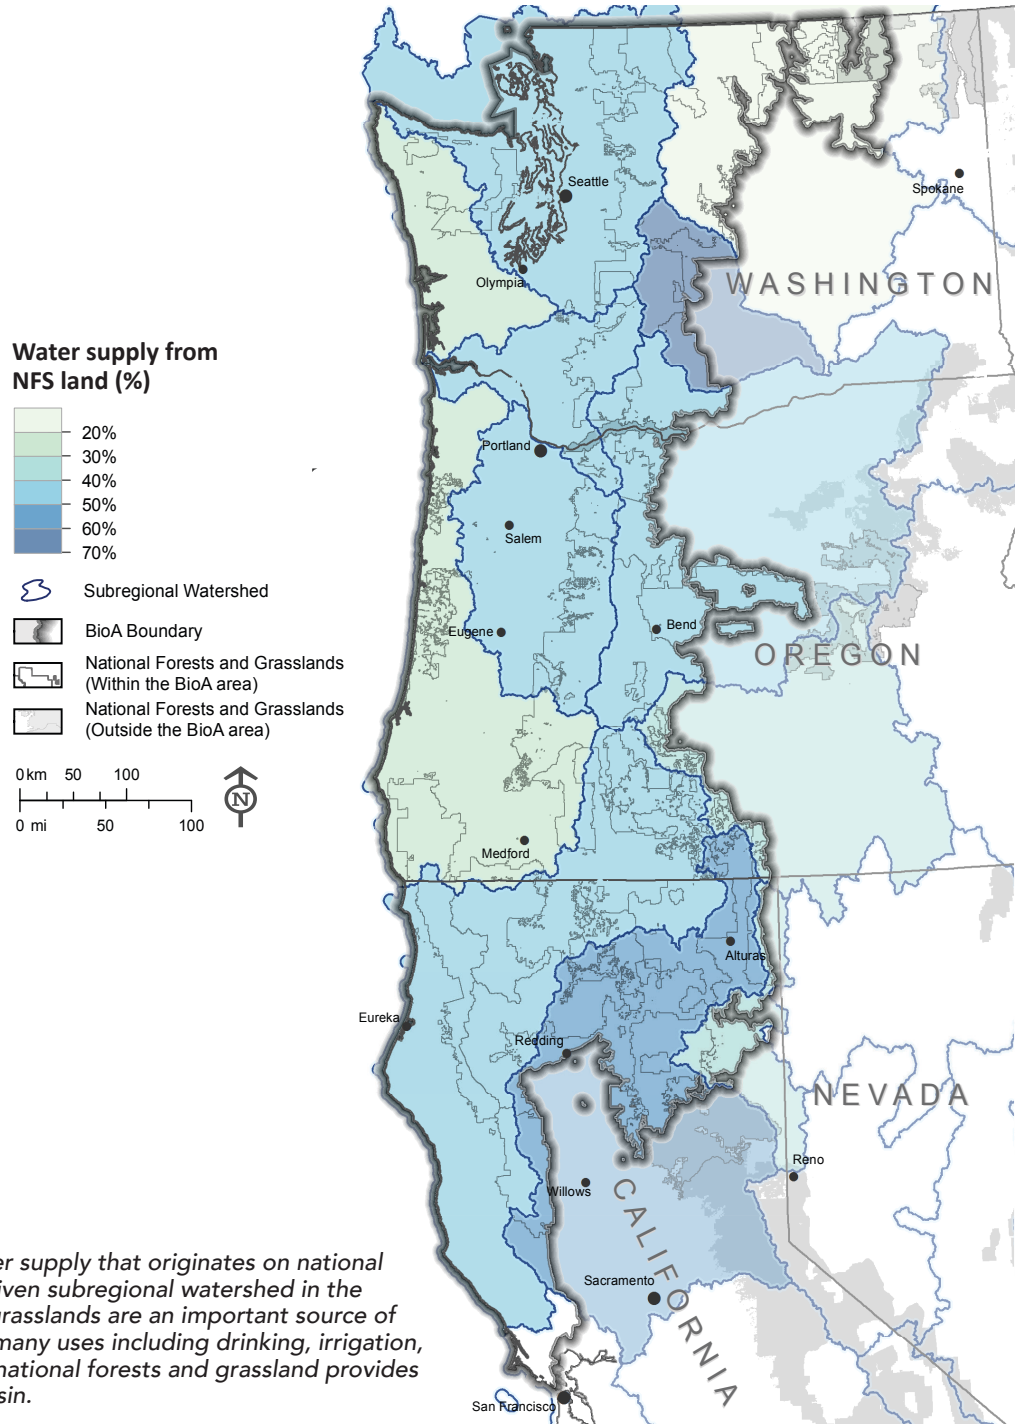 Seattle
Spokane
Olympia
WASHINGTON
Water supply from
NFS land (%)
20%
30%
40%
50%
60%
70%
Subregional Watershed
BioA Boundary
National Forests and Grasslands
(Within the BioA area)
National Forests and Grasslands
(Outside the BioA area)
0 km 50 100
0 mi 50 100
N
Portland
Salem
Eugene
Bend
OREGON
Medford
Alturas
Eureka
Redding
NEVADA
Reno
Willows
CALIFORNIA
Sacramento
San Francisco
er supply that originates on national
iven subregional watershed in the
grasslands are an important source of
many uses including drinking, irrigation,
national forests and grassland provides
sin.